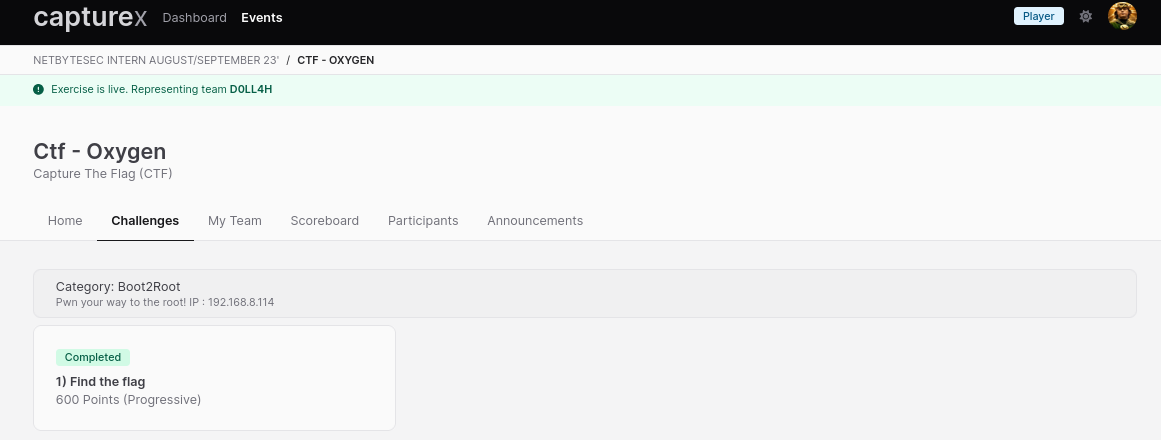 capturex Dashboard Events Player
NETBYTESEC INTERN AUGUST/SEPTEMBER 23' / CTF - OXYGEN
Exercise is live. Representing team D0LL4H
Ctf - Oxygen
Capture The Flag (CTF)
Home Challenges My Team Scoreboard Participants Announcements
Category: Boot2Root
Pwn your way to the root! IP : 192.168.8.114
Completed
1) Find the flag
600 Points (Progressive)